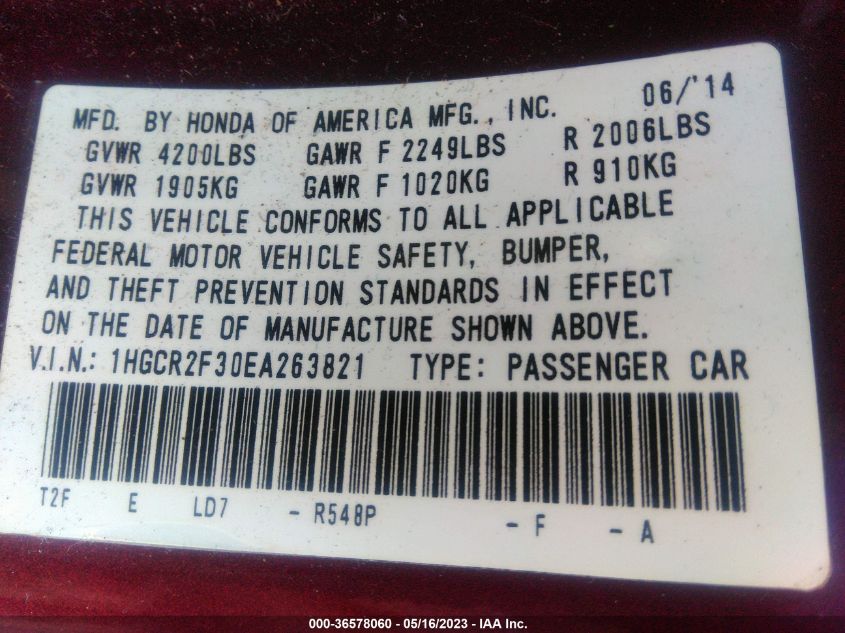 MFD. BY HONDA OF AMERICA MFG., INC. 06/'14
GVWR 4200LBS GAWR F 2249LBS R 2006LBS
GVWR 1905KG GAWR F 1020KG R 910KG
THIS VEHICLE CONFORMS TO ALL APPLICABLE
FEDERAL MOTOR VEHICLE SAFETY, BUMPER,
AND THEFT PREVENTION STANDARDS IN EFFECT
ON THE DATE OF MANUFACTURE SHOWN ABOVE.
V.I.N.: 1HGCR2F30EA263821 TYPE: PASSENGER CAR
T2F E LD7 - R548P - F - A
000-36578060 - 05/16/2023 - IAA Inc.